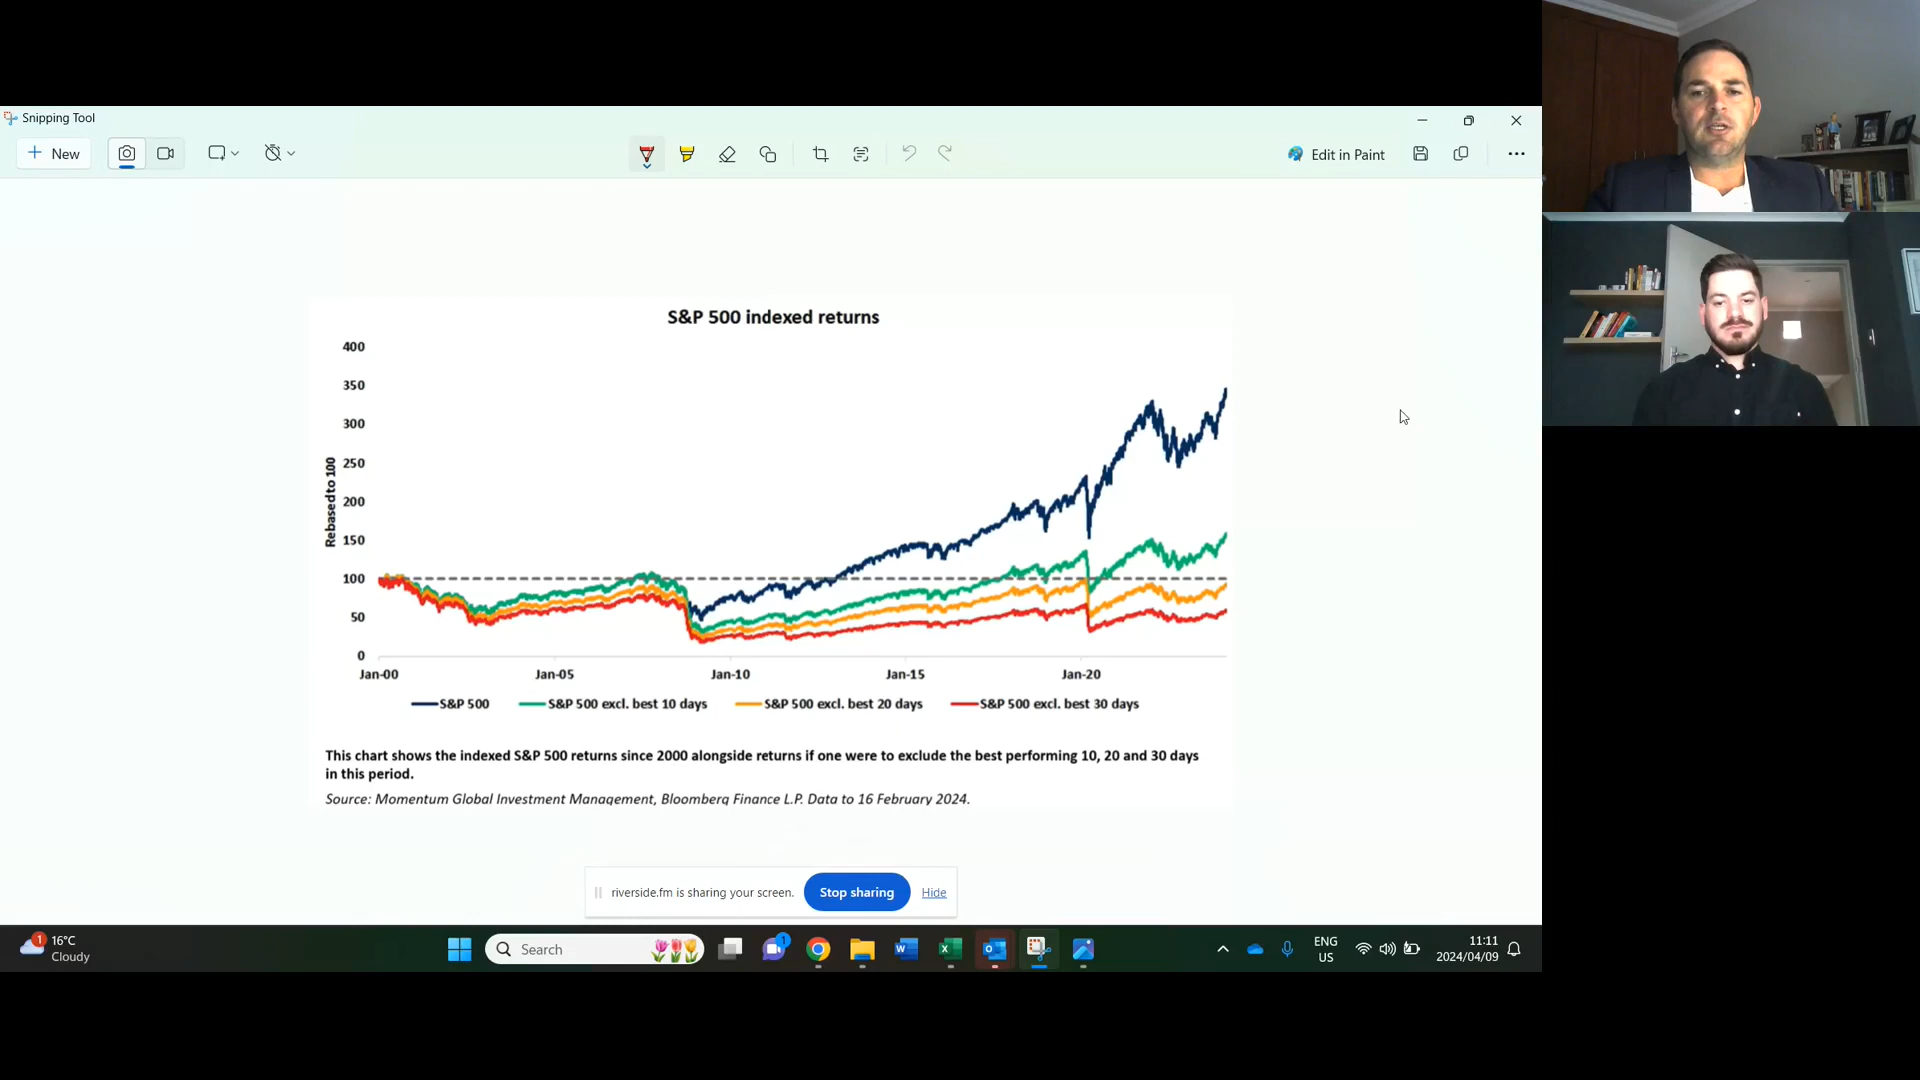 Snipping Tool
New
Edit in Paint
S&P 500 indexed returns
Rebased to 100
400
350
300
250
200
150
100
50
0
Jan-00 Jan-05 Jan-10 Jan-15 Jan-20
S&P 500 S&P 500 excl. best 10 days S&P 500 excl. best 20 days S&P 500 excl. best 30 days
This chart shows the indexed S&P 500 returns since 2000 alongside returns if one were to exclude the best performing 10, 20 and 30 days
in this period.
Source: Momentum Global Investment Management, Bloomberg Finance L.P. Data to 16 February 2024.
riverside.fm is sharing your screen. Stop sharing Hide
1
16°C
Cloudy
Search
1
ENG
US
11:11
2024/04/09